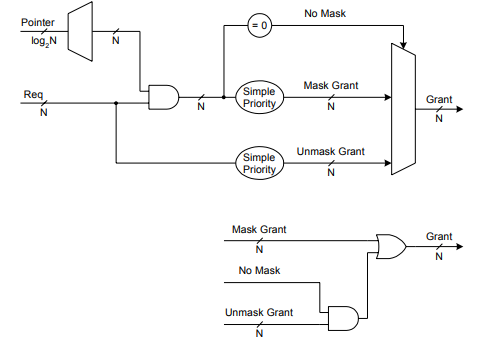 Pointer
log₂N
N
Req
N
N
= 0
No Mask
Simple
Priority
Mask Grant
N
Grant
N
Simple
Priority
Unmask Grant
N
Mask Grant
N
Grant
N
No Mask
Unmask Grant
N